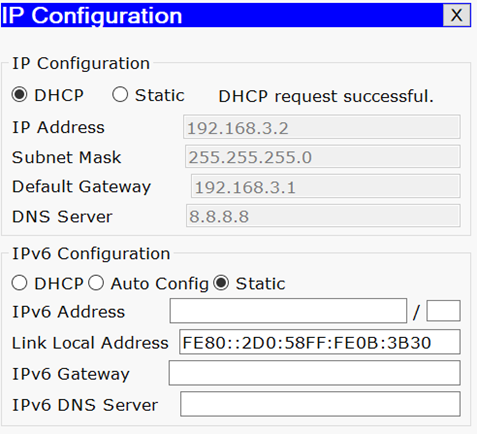 IP Configuration X
IP Configuration
DHCP Static DHCP request successful.
IP Address 192.168.3.2
Subnet Mask 255.255.255.0
Default Gateway 192.168.3.1
DNS Server 8.8.8.8
IPv6 Configuration
DHCP Auto Config Static
IPv6 Address /
Link Local Address FE80::2D0:58FF:FE0B:3B30
IPv6 Gateway
IPv6 DNS Server